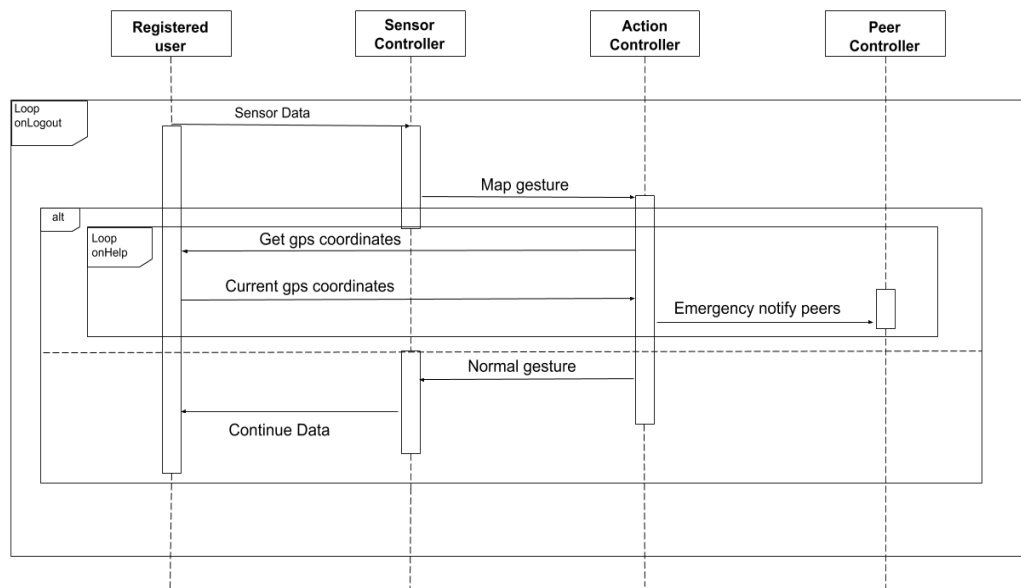 Registered
user
Sensor
Controller
Action
Controller
Peer
Controller
Loop
onLogout
Sensor Data
Map gesture
alt
Loop
onHelp
Get gps coordinates
Current gps coordinates
Emergency notify peers
Normal gesture
Continue Data